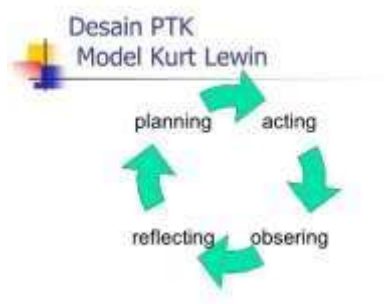 Desain PTK
Model Kurt Lewin
planning acting
reflecting obsering